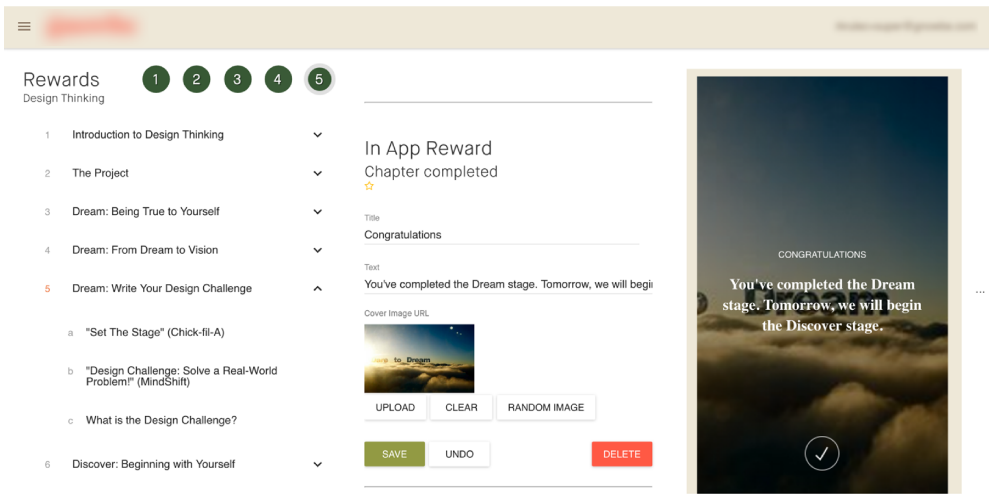 Rewards
Design Thinking
1 2 3 4 5
1 Introduction to Design Thinking
2 The Project
3 Dream: Being True to Yourself
4 Dream: From Dream to Vision
5 Dream: Write Your Design Challenge
a "Set The Stage" (Chick-fil-A)
b "Design Challenge: Solve a Real-World
Problem!" (MindShift)
c What is the Design Challenge?
6 Discover: Beginning with Yourself
In App Reward
Chapter completed
Title
Congratulations
Text
You've completed the Dream stage. Tomorrow, we will begi
Cover Image URL
to Dream
UPLOAD CLEAR RANDOM IMAGE
SAVE UNDO DELETE
CONGRATULATIONS
You've completed the Dream
stage. Tomorrow, we will begin
the Discover stage.
Dream
...